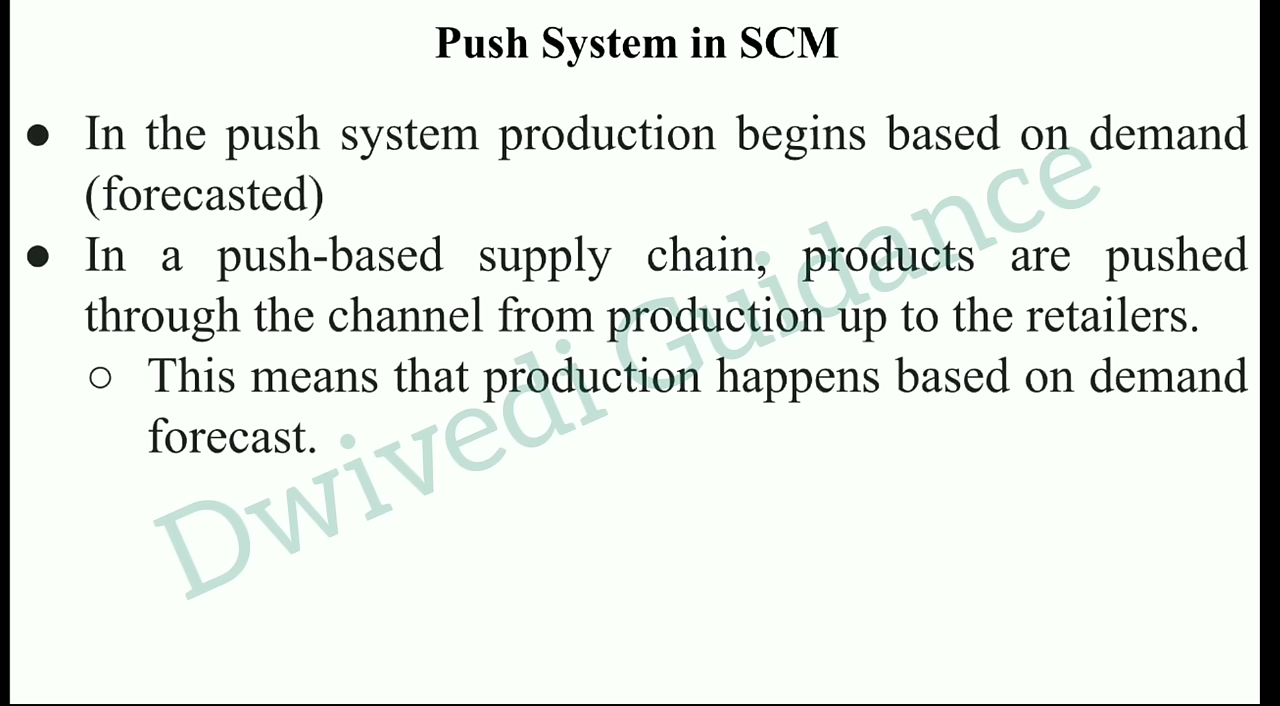 Push System in SCM
● In the push system production begins based on demand
(forecasted)
● In a push-based supply chain, products are pushed
through the channel from production up to the retailers.
○ This means that production happens based on demand
forecast.
Dwivedi Guidance